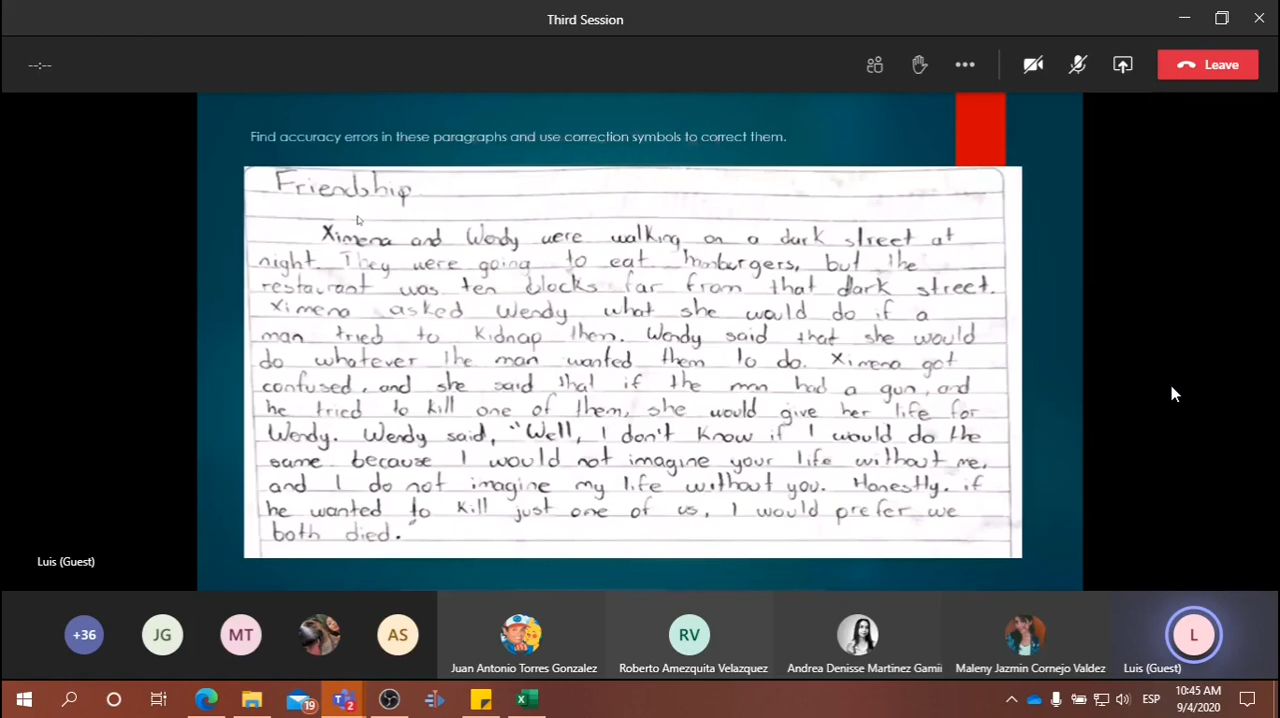 Third Session
--:--
Leave
Find accuracy errors in these paragraphs and use correction symbols to correct them.
Friendship
Ximena and Wendy were walking on a dark street at
night. They were going to eat hamburgers, but the
restaurant was ten blocks far from that dark street.
Ximena asked Wendy what she would do if a
man tried to kidnap them. Wendy said that she would
do whatever the man wanted them to do. Ximena got
confused, and she said that if the man had a gun, and
he tried to kill one of them, she would give her life for
Wendy. Wendy said, "Well, I don't know if I would do the
same because I would not imagine your life without me,
and I do not imagine my life without you. Honestly, if
he wanted to kill just one of us, I would prefer we
both died."
Luis (Guest)
+36
JG
MT
AS
RV
L
Juan Antonio Torres Gonzalez
Roberto Amezquita Velazquez
Andrea Denisse Martinez Gamii
Maleny Jazmin Cornejo Valdez
Luis (Guest)
19
2
ESP
10:45 AM
9/4/2020